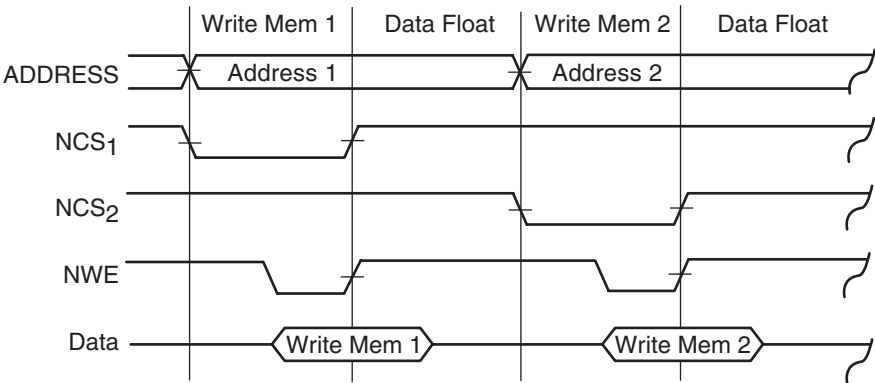 Write Mem 1 Data Float Write Mem 2 Data Float
ADDRESS Address 1 Address 2
NCS1
NCS2
NWE
Data Write Mem 1 Write Mem 2